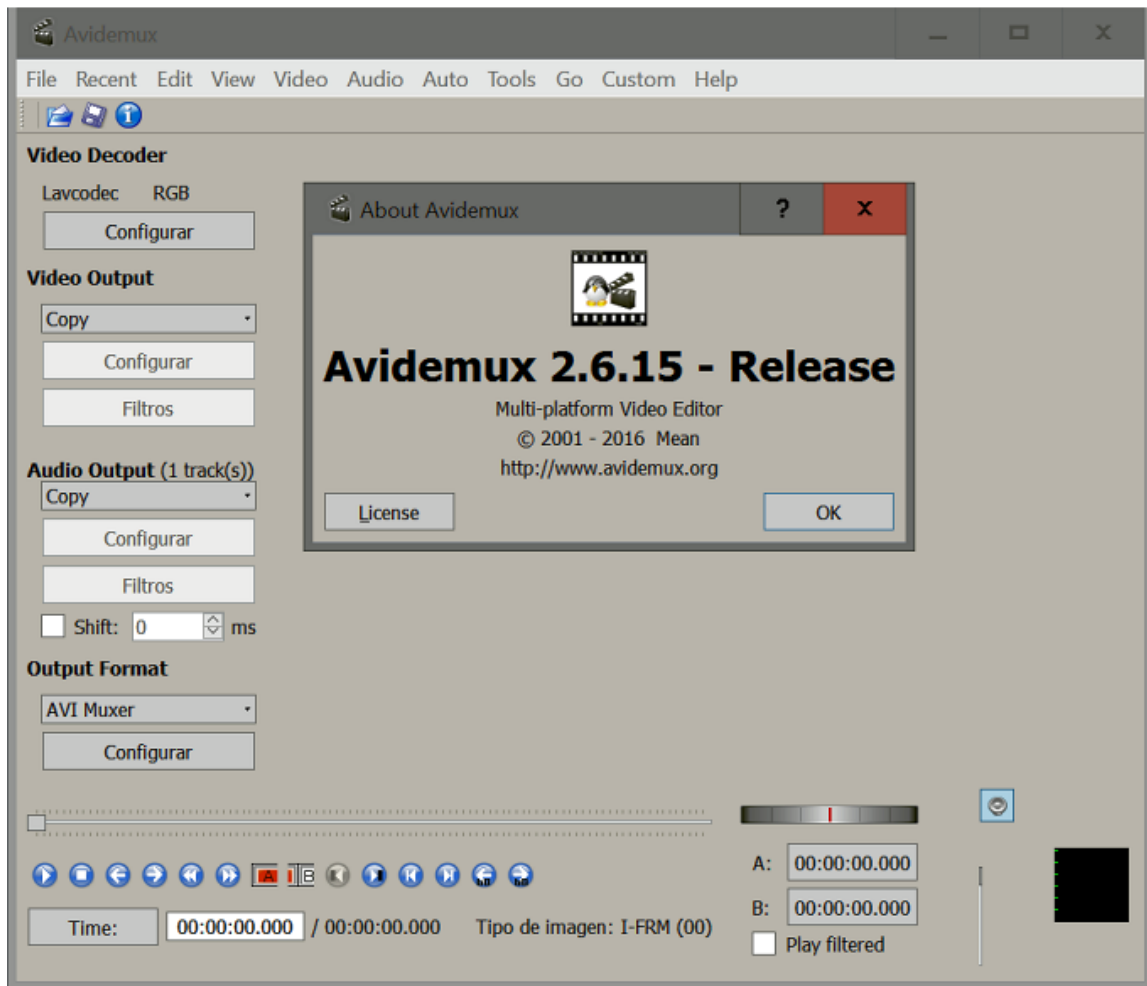 Avidemux
File Recent Edit View Video Audio Auto Tools Go Custom Help
Video Decoder
Lavcodec RGB
Configurar
Video Output
Copy
Configurar
Filtros
Audio Output (1 track(s))
Copy
Configurar
Filtros
Shift: 0 ms
Output Format
AVI Muxer
Configurar
About Avidemux
Avidemux 2.6.15 - Release
Multi-platform Video Editor
© 2001 - 2016 Mean
http://www.avidemux.org
License OK
A B
A: 00:00:00.000
B: 00:00:00.000
Time: 00:00:00.000 / 00:00:00.000 Tipo de imagen: I-FRM (00)
Play filtered